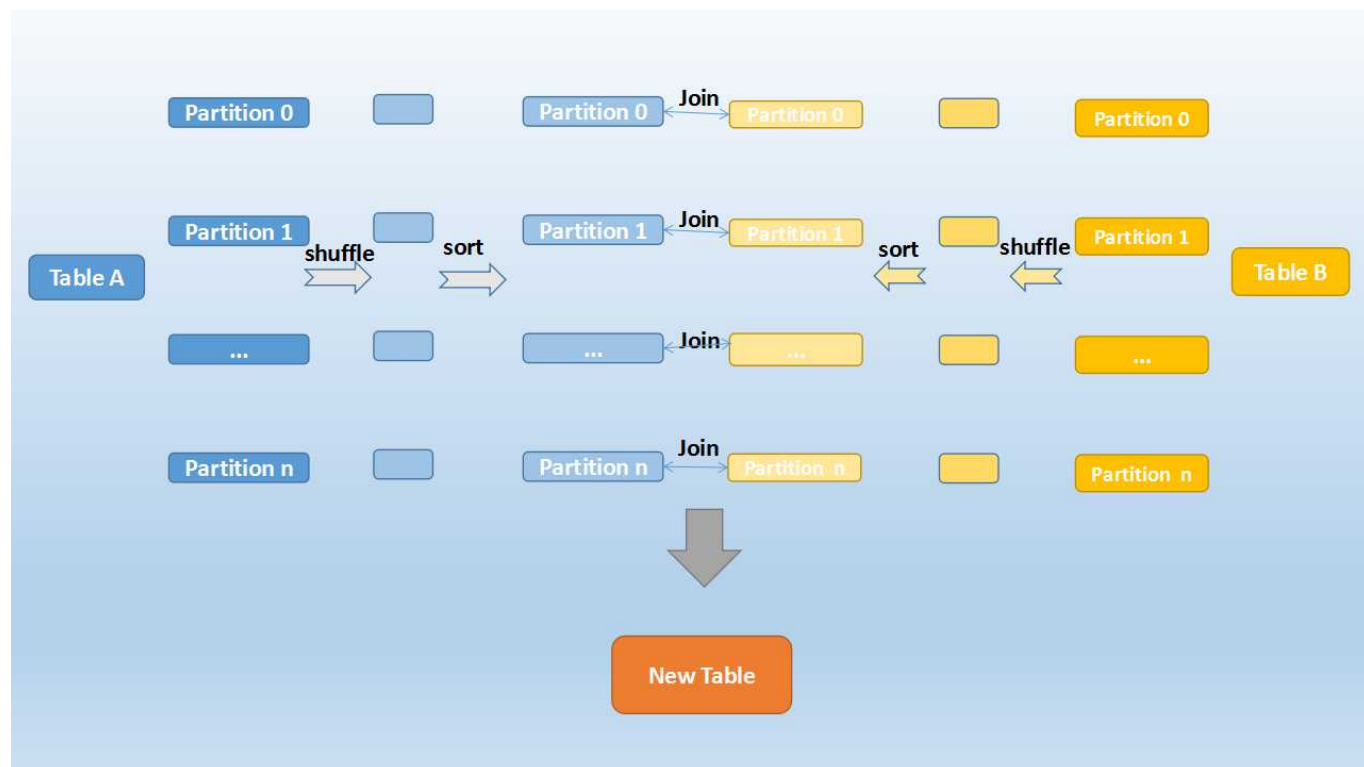 Partition 0
Partition 0
Join
Partition 0
Partition 0
Partition 1
Partition 1
Join
Partition 1
Partition 1
Table A
shuffle
sort
sort
shuffle
Table B
...
...
Join
...
...
Partition n
Partition n
Join
Partition n
Partition n
New Table